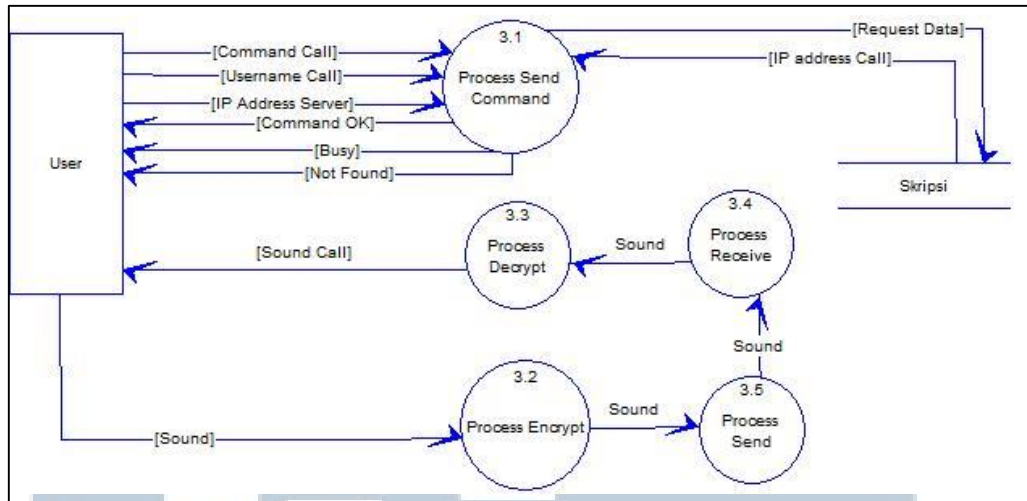 3.1
[Command Call]
[Request Data]
[IP address Call]
[Username Call]
Process Send
Command
[IP Address Server]
[Command OK]
[Busy]
User
[Not Found]
Skripsi
3.3
3.4
Sound
Process
Receive
[Sound Call]
Process
Decrypt
Sound
3.2
3.5
Sound
Process Encrypt
Process
Send
[Sound]